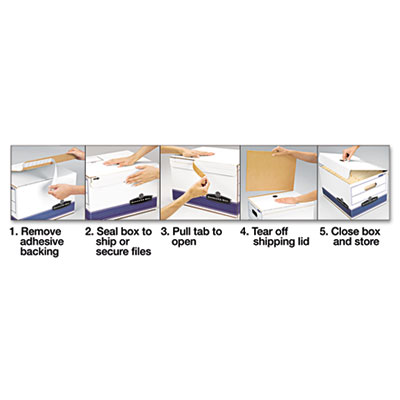 1. Remove
adhesive
backing
2. Seal box to
ship or
secure files
3. Pull tab to
open
4. Tear off
shipping lid
5. Close box
and store